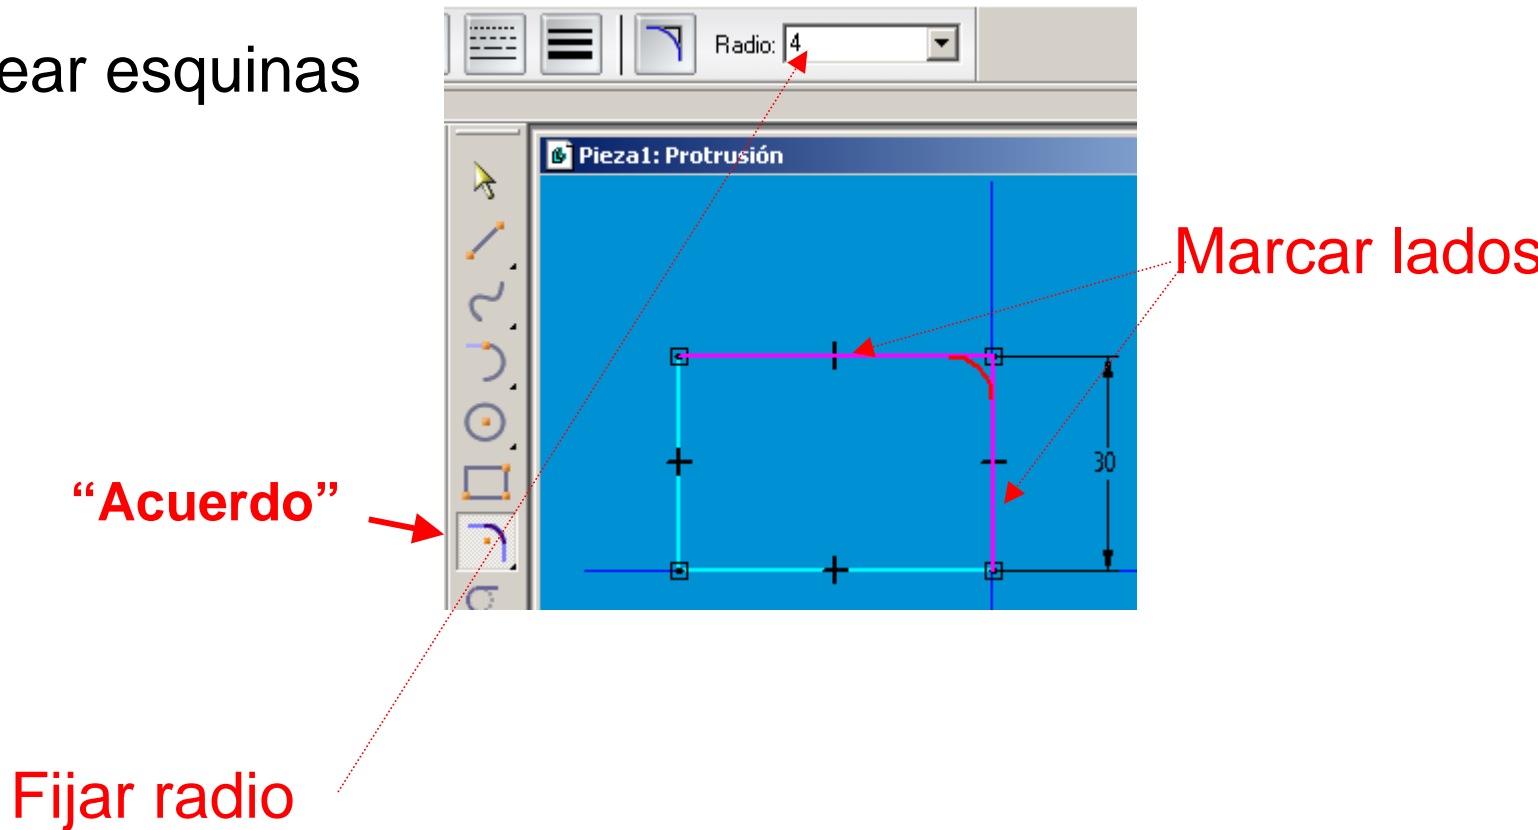 ear esquinas
Radio: 4
Pieza1: Protrusión
Marcar lados
30
“Acuerdo”
Fijar radio